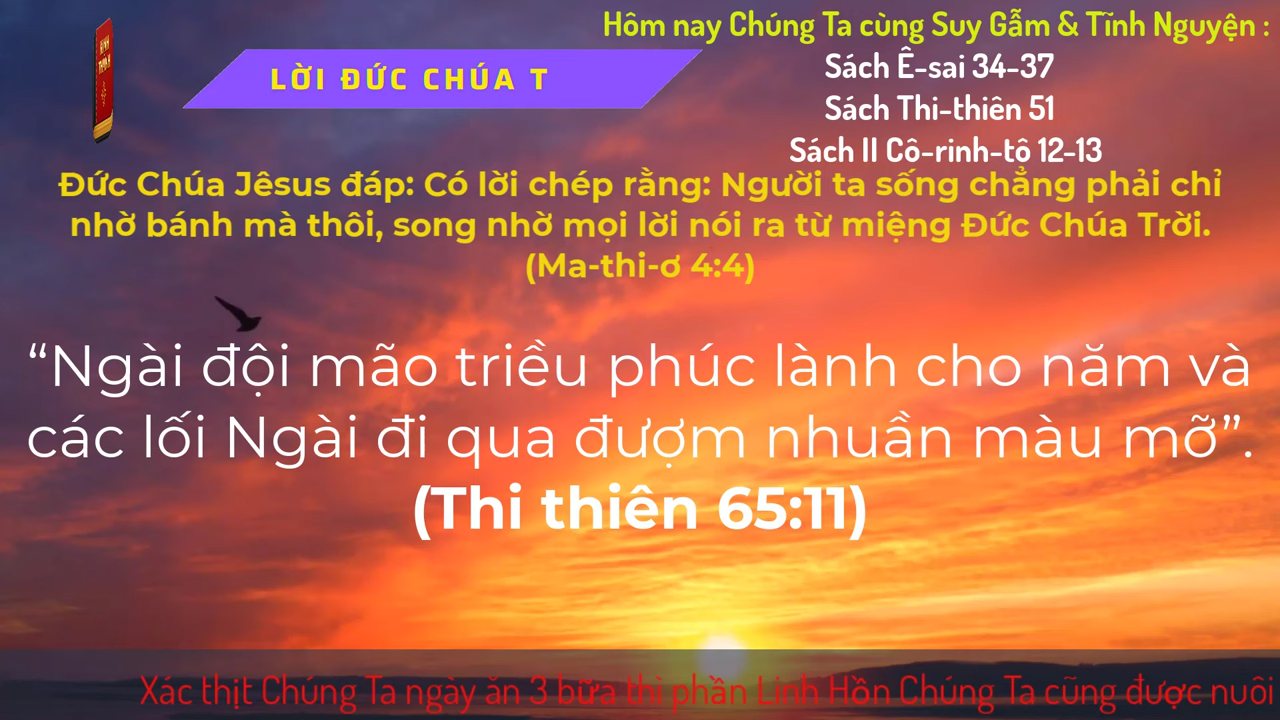 Hôm nay Chúng Ta cùng Suy Gẫm & Tĩnh Nguyện :
Sách Ê-sai 34-37
Sách Thi-thiên 51
Sách II Cô-rinh-tô 12-13
LỜI ĐỨC CHÚA T
Đức Chúa Jêsus đáp: Có lời chép rằng: Người ta sống chẳng phải chỉ
nhờ bánh mà thôi, song nhờ mọi lời nói ra từ miệng Đức Chúa Trời.
(Ma-thi-ơ 4:4)
“Ngài đội mão triều phúc lành cho năm và
các lối Ngài đi qua đượm nhuần màu mỡ”.
(Thi thiên 65:11)
Xác thịt Chúng Ta ngày ăn 3 bữa thì phần Linh Hồn Chúng Ta cũng được nuôi